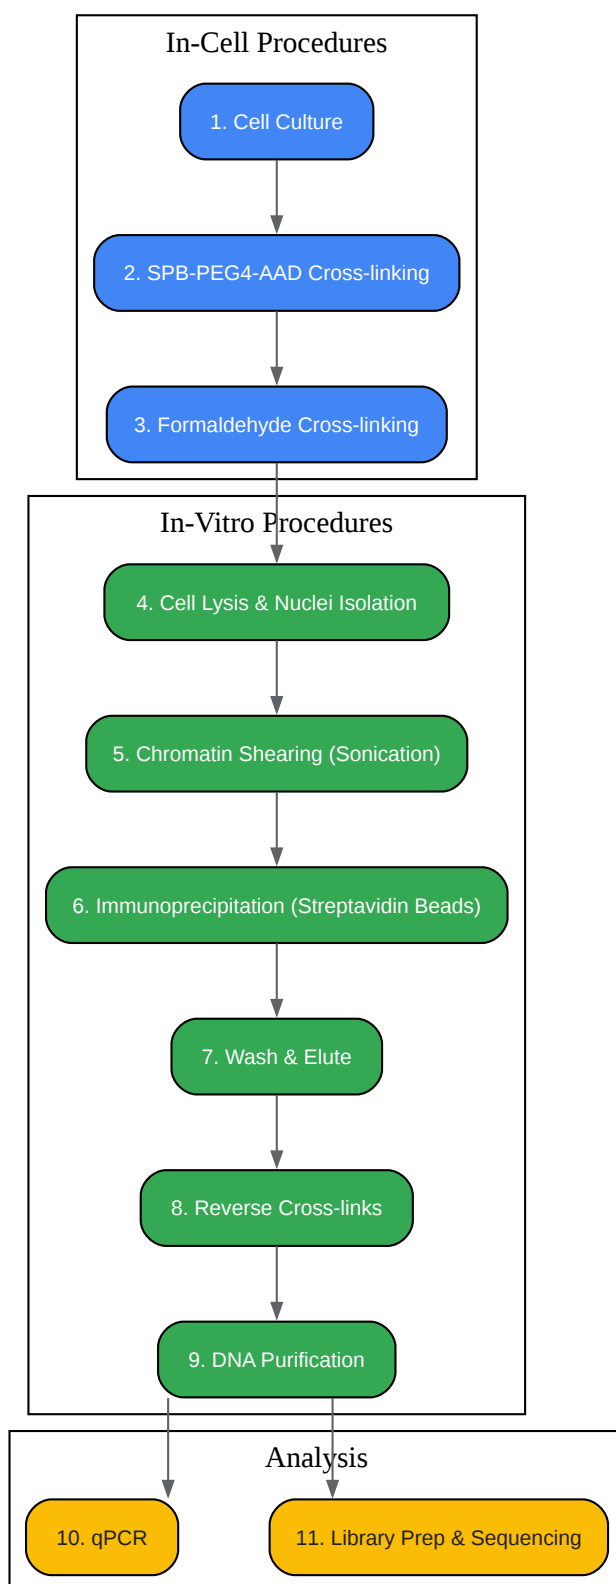 In-Cell Procedures
1. Cell Culture
2. SPB-PEG4-AAD Cross-linking
3. Formaldehyde Cross-linking
In-Vitro Procedures
4. Cell Lysis & Nuclei Isolation
5. Chromatin Shearing (Sonication)
6. Immunoprecipitation (Streptavidin Beads)
7. Wash & Elute
8. Reverse Cross-links
9. DNA Purification
Analysis
10. qPCR
11. Library Prep & Sequencing